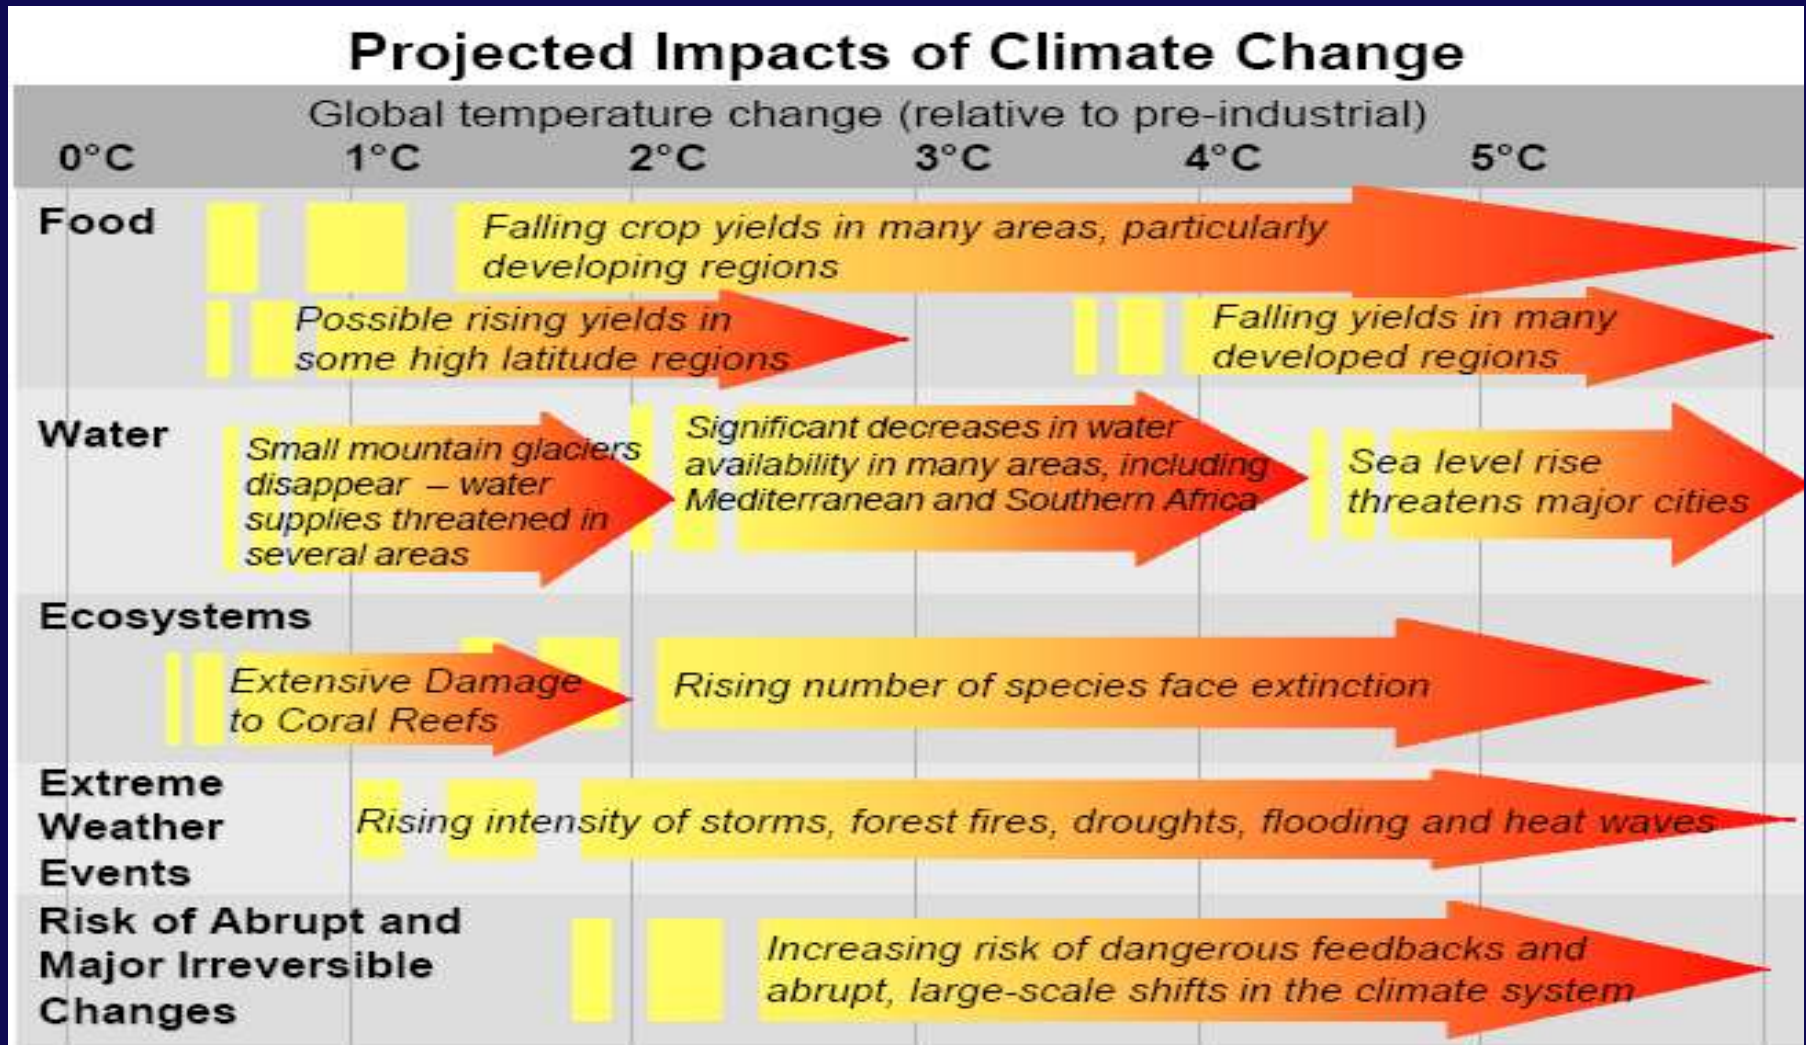 Projected Impacts of Climate Change
Global temperature change (relative to pre-industrial)
0°C 1°C 2°C 3°C 4°C 5°C
Food
Falling crop yields in many areas, particularly
developing regions
Possible rising yields in
some high latitude regions
Falling yields in many
developed regions
Water
Small mountain glaciers
disappear – water
supplies threatened in
several areas
Significant decreases in water
availability in many areas, including
Mediterranean and Southern Africa
Sea level rise
threatens major cities
Ecosystems
Extensive Damage
to Coral Reefs
Rising number of species face extinction
Extreme
Weather
Events
Rising intensity of storms, forest fires, droughts, flooding and heat waves
Risk of Abrupt and
Major Irreversible
Changes
Increasing risk of dangerous feedbacks and
abrupt, large-scale shifts in the climate system